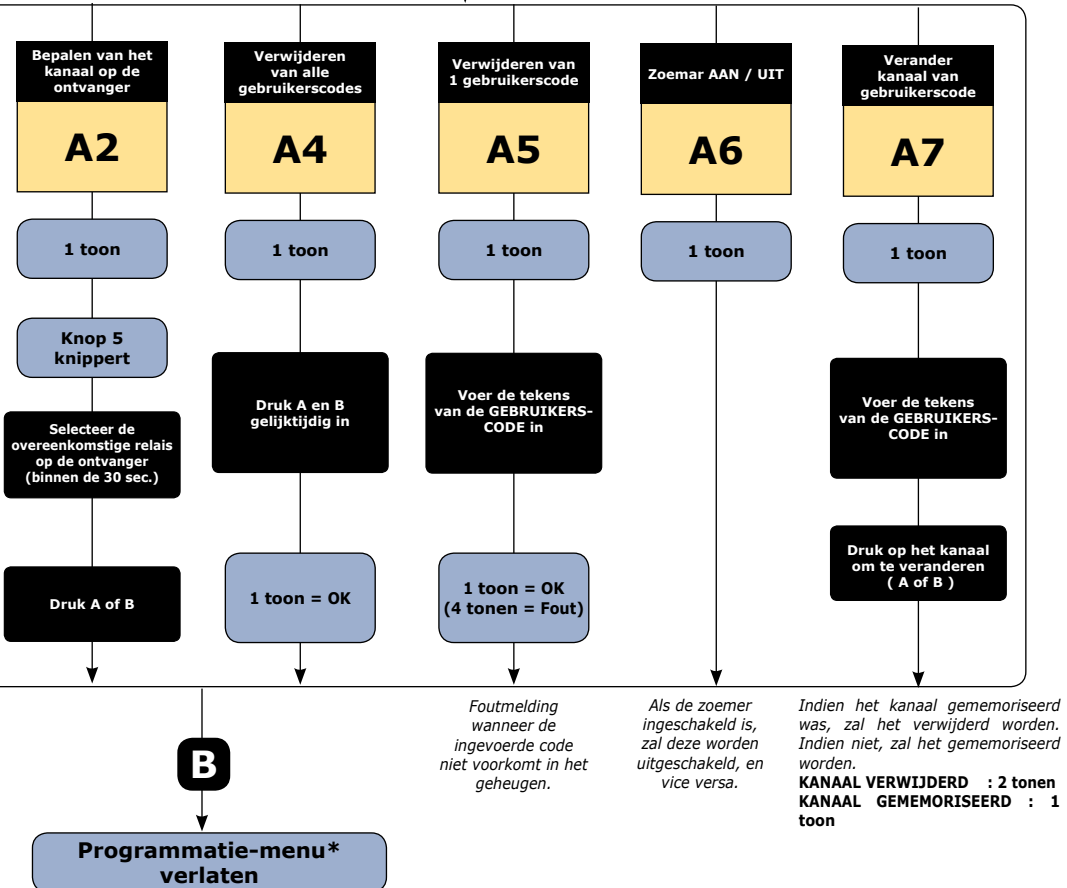 Bepalen van het
kanaal op de
ontvanger
A2
1 toon
Knop 5
knippert
Selecteer de
overeenkomstige relais
op de ontvanger
(binnen de 30 sec.)
Druk A of B
Verwijderen
van alle
gebruikerscodes
A4
1 toon
Druk A en B
gelijktijdig in
1 toon = OK
Verwijderen van
1 gebruikerscode
A5
1 toon
Voer de tekens
van de GEBRUIKERS-
CODE in
1 toon = OK
(4 tonen = Fout)
Foutmelding
wanneer de
ingevoerde code
niet voorkomt in het
geheugen.
Zoemar AAN / UIT
A6
1 toon
Als de zoemer
ingeschakeld is,
zal deze worden
uitgeschakeld, en
vice versa.
Verander
kanaal van
gebruikerscode
A7
1 toon
Voer de tekens
van de GEBRUIKERS-
CODE in
Druk op het kanaal
om te veranderen
( A of B )
Indien het kanaal gememoriseerd
was, zal het verwijderd worden.
Indien niet, zal het gememoriseerd
worden.
KANAAL VERWIJDERD : 2 tonen
KANAAL GEMEMORISEERD : 1
toon
B
Programmatie-menu*
verlaten